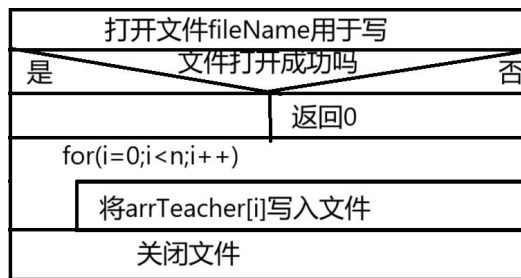 打开文件fileName用于写
文件打开成功吗
是
否
返回0
for(i=0;i<n;i++)
将arrTeacher[i]写入文件
关闭文件